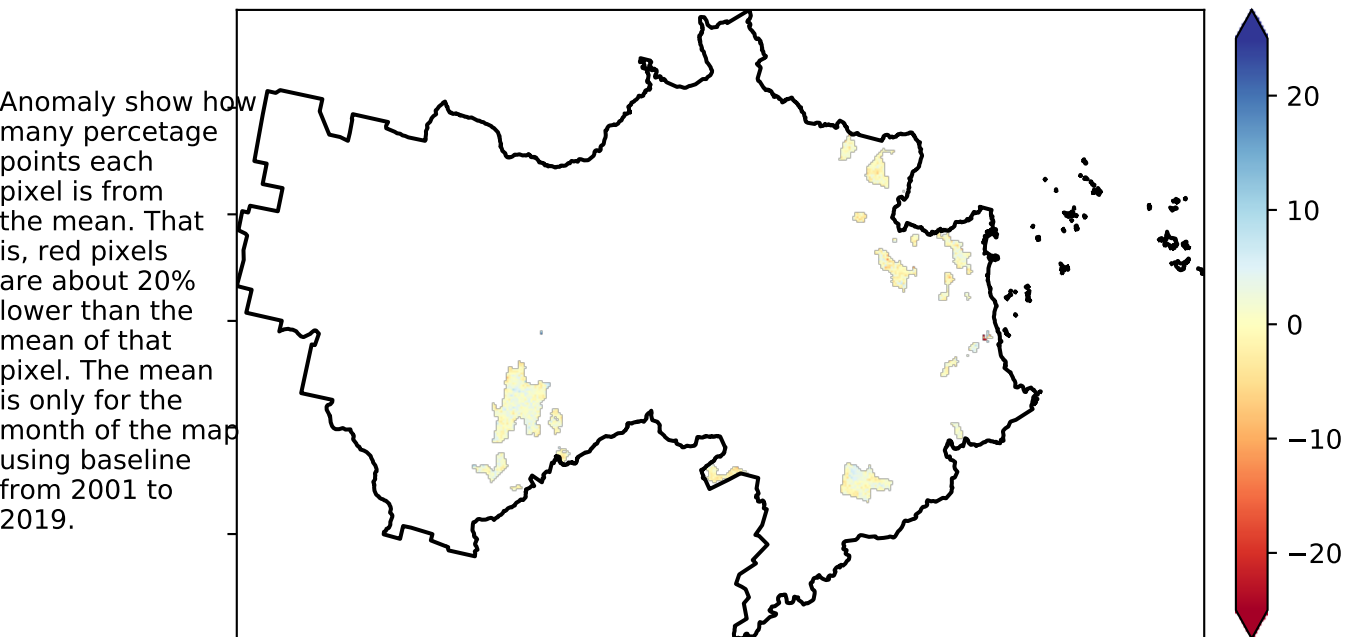 Anomaly show how
many percetage
points each
pixel is from
the mean. That
is, red pixels
are about 20%
lower than the
mean of that
pixel. The mean
is only for the
month of the map
using baseline
from 2001 to
2019.
20
10
0
−10
−20